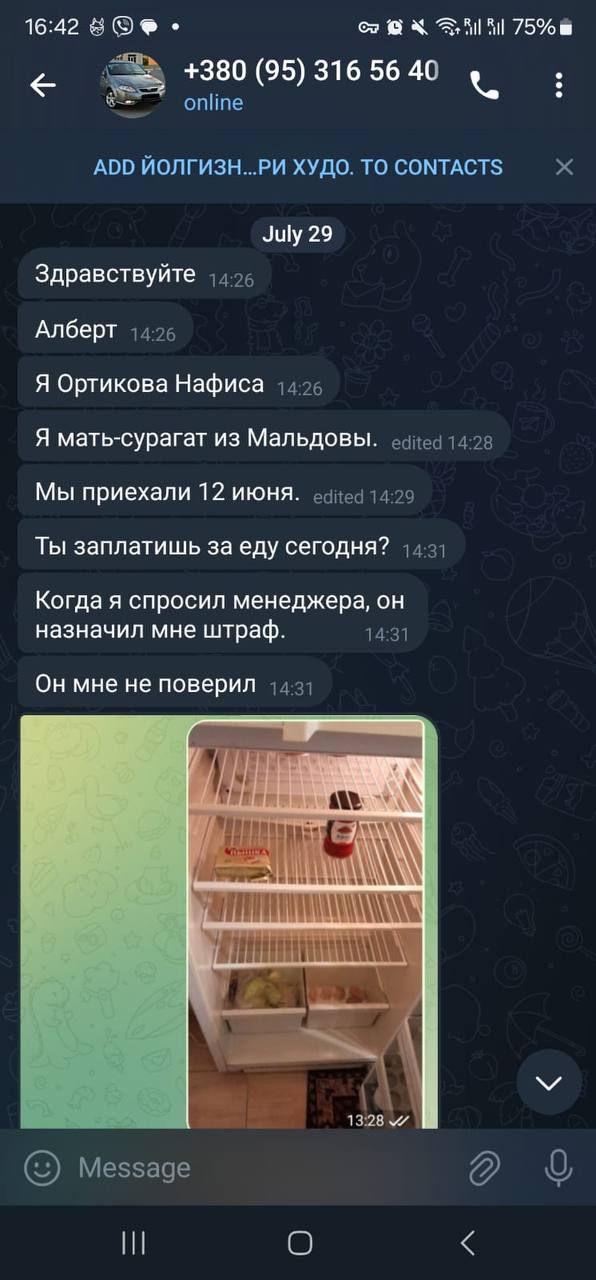 16:42
75%
+380 (95) 316 56 40
online
ADD ЙОЛГИЗН...РИ ХУДО. TO CONTACTS
July 29
Здравствуйте 14:26
Алберт 14:26
Я Ортикова Нафиса 14:26
Я мать-сурагат из Мальдовы. edited 14:28
Мы приехали 12 июня. edited 14:29
Ты заплатишь за еду сегодня? 14:31
Когда я спросил менеджера, он
назначил мне штраф. 14:31
Он мне не поверил 14:31
13:28
Message